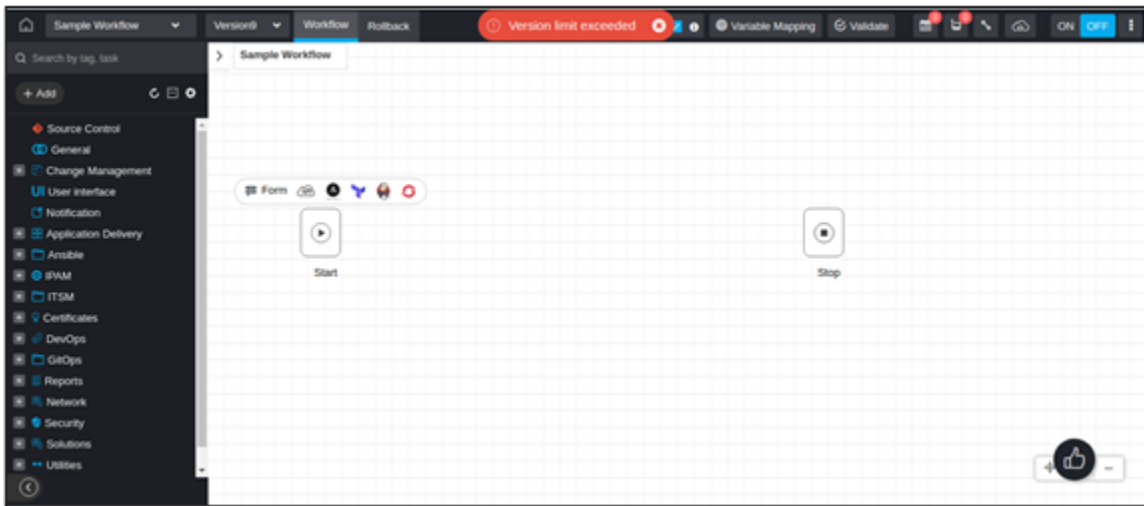 Sample Workflow Version9 Workflow Rollback Version limit exceeded Variable Mapping Validate ON OFF
Search by tag, task
Sample Workflow
+ Add
Source Control
General
Change Management
UI User interface
Notification
Application Delivery
Ansible
IPAM
ITSM
Certificates
DevOps
GitOps
Reports
Network
Security
Solutions
Utilities
Form
Start
Stop